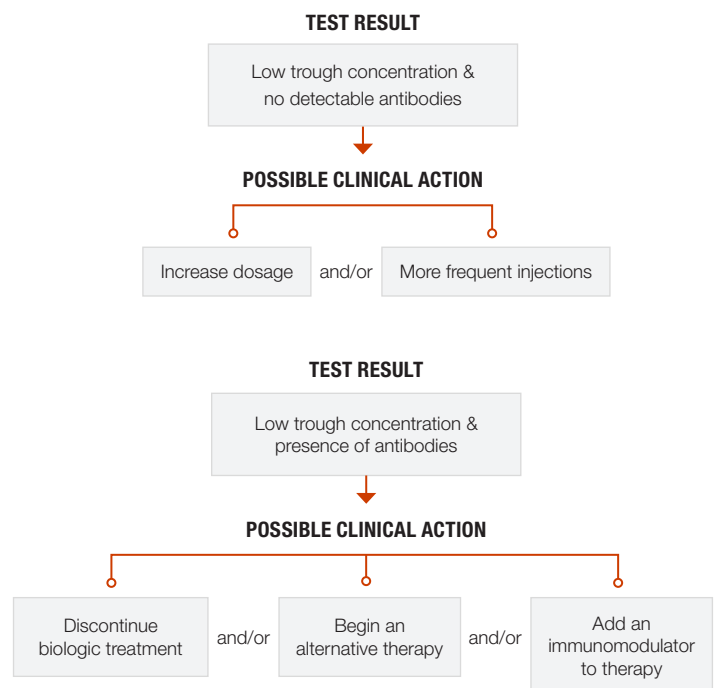 TEST RESULT
Low trough concentration &
no detectable antibodies
POSSIBLE CLINICAL ACTION
Increase dosage and/or More frequent injections
TEST RESULT
Low trough concentration &
presence of antibodies
POSSIBLE CLINICAL ACTION
Discontinue
biologic treatment
and/or
Begin an
alternative therapy
and/or
Add an
immunomodulator
to therapy